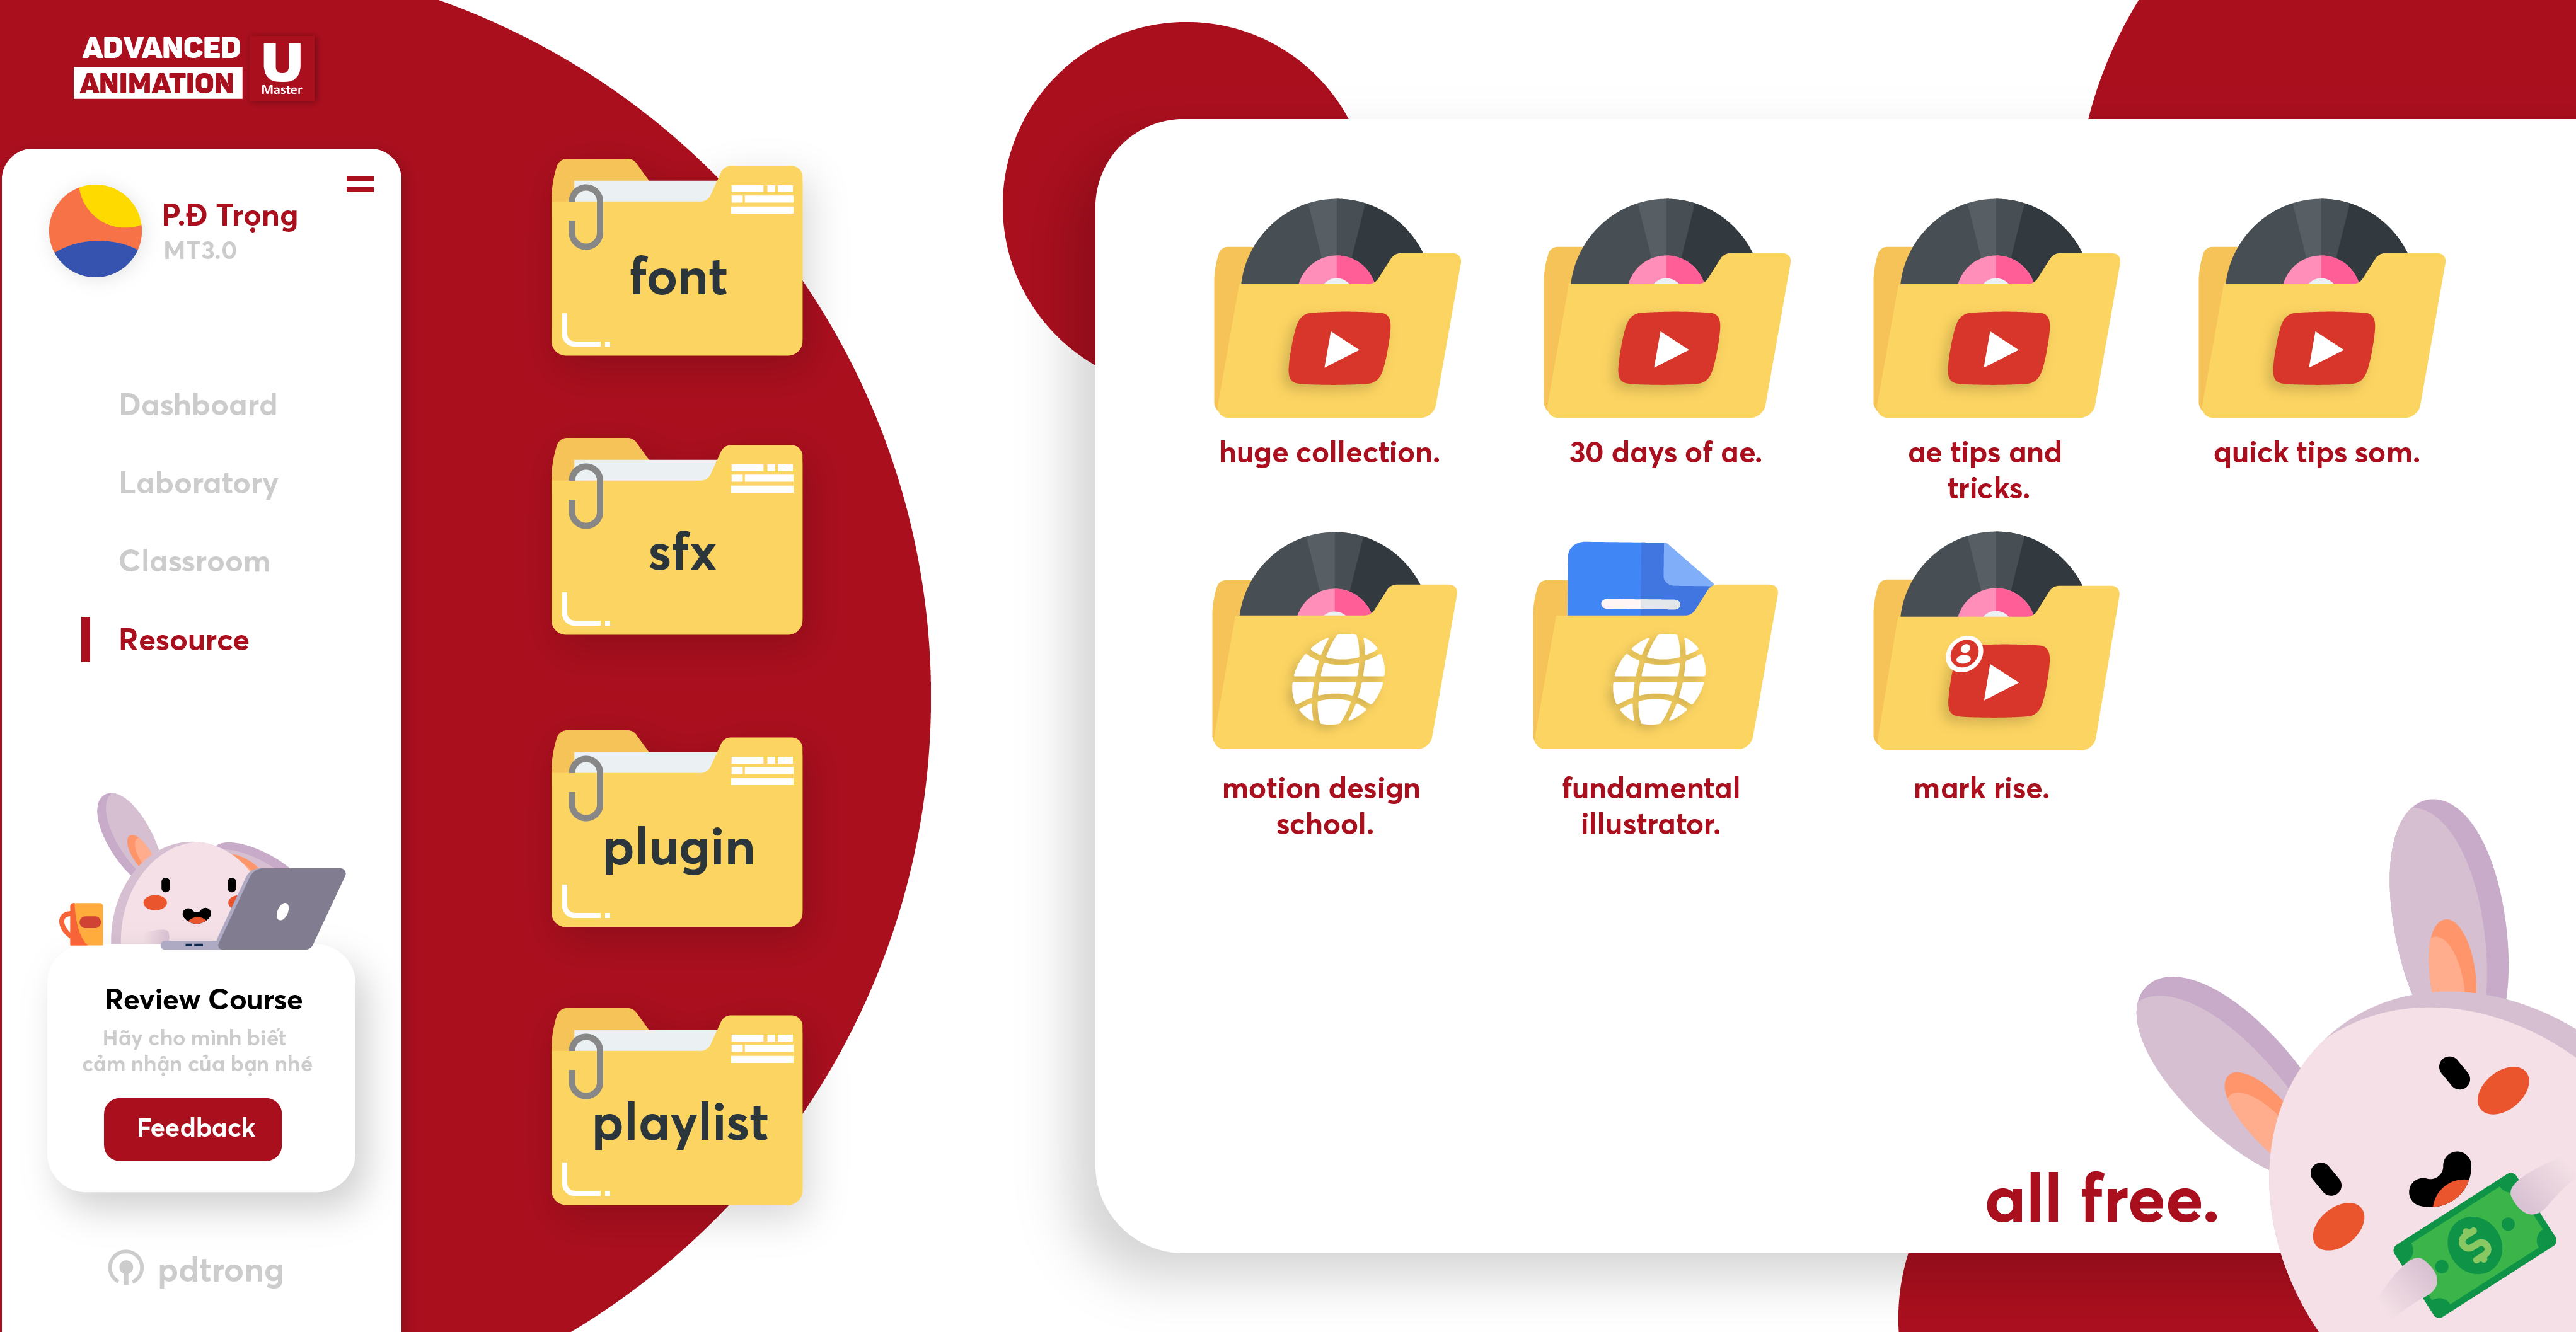 ADVANCED
ANIMATION
U
Master
P.Đ Trọng
MT3.0
Dashboard
Laboratory
Classroom
Resource
Review Course
Hãy cho mình biết
cảm nhận của bạn nhé
Feedback
pdtrong
font
sfx
plugin
playlist
huge collection.
30 days of ae.
ae tips and
tricks.
quick tips som.
motion design
school.
fundamental
illustrator.
mark rise.
all free.
$